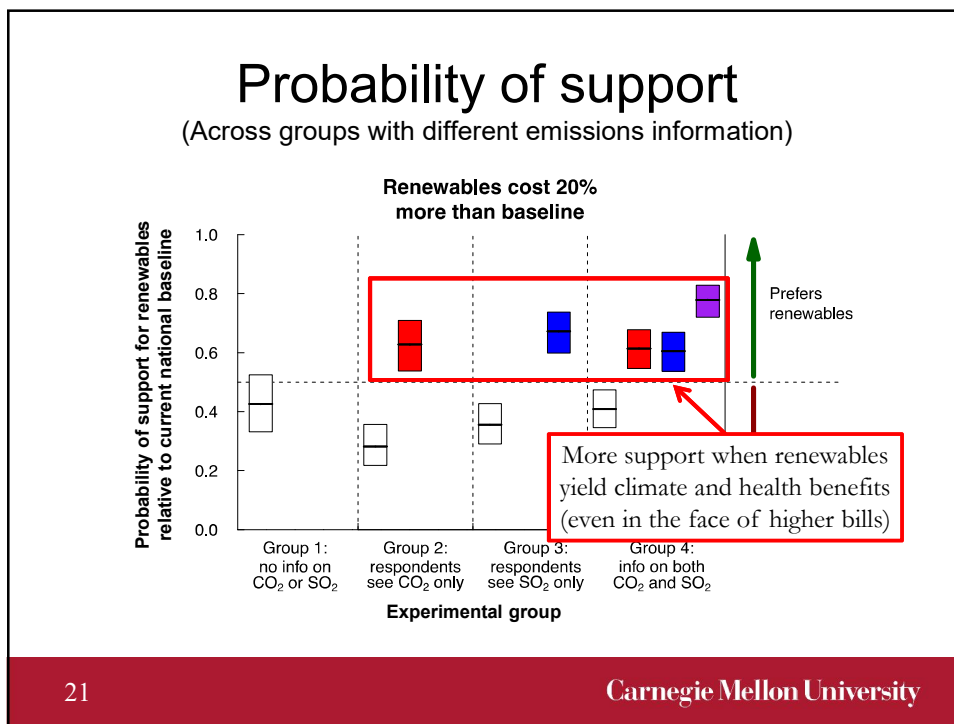 Probability of support
(Across groups with different emissions information)
Renewables cost 20%
more than baseline
Probability of support for renewables
relative to current national baseline
1.0
0.8
0.6
0.4
0.2
0.0
Prefers
renewables
More support when renewables
yield climate and health benefits
(even in the face of higher bills)
Group 1:
no info on
CO₂ or SO₂
Group 2:
respondents
see CO₂ only
Group 3:
respondents
see SO₂ only
Group 4:
info on both
CO₂ and SO₂
Experimental group
21
Carnegie Mellon University